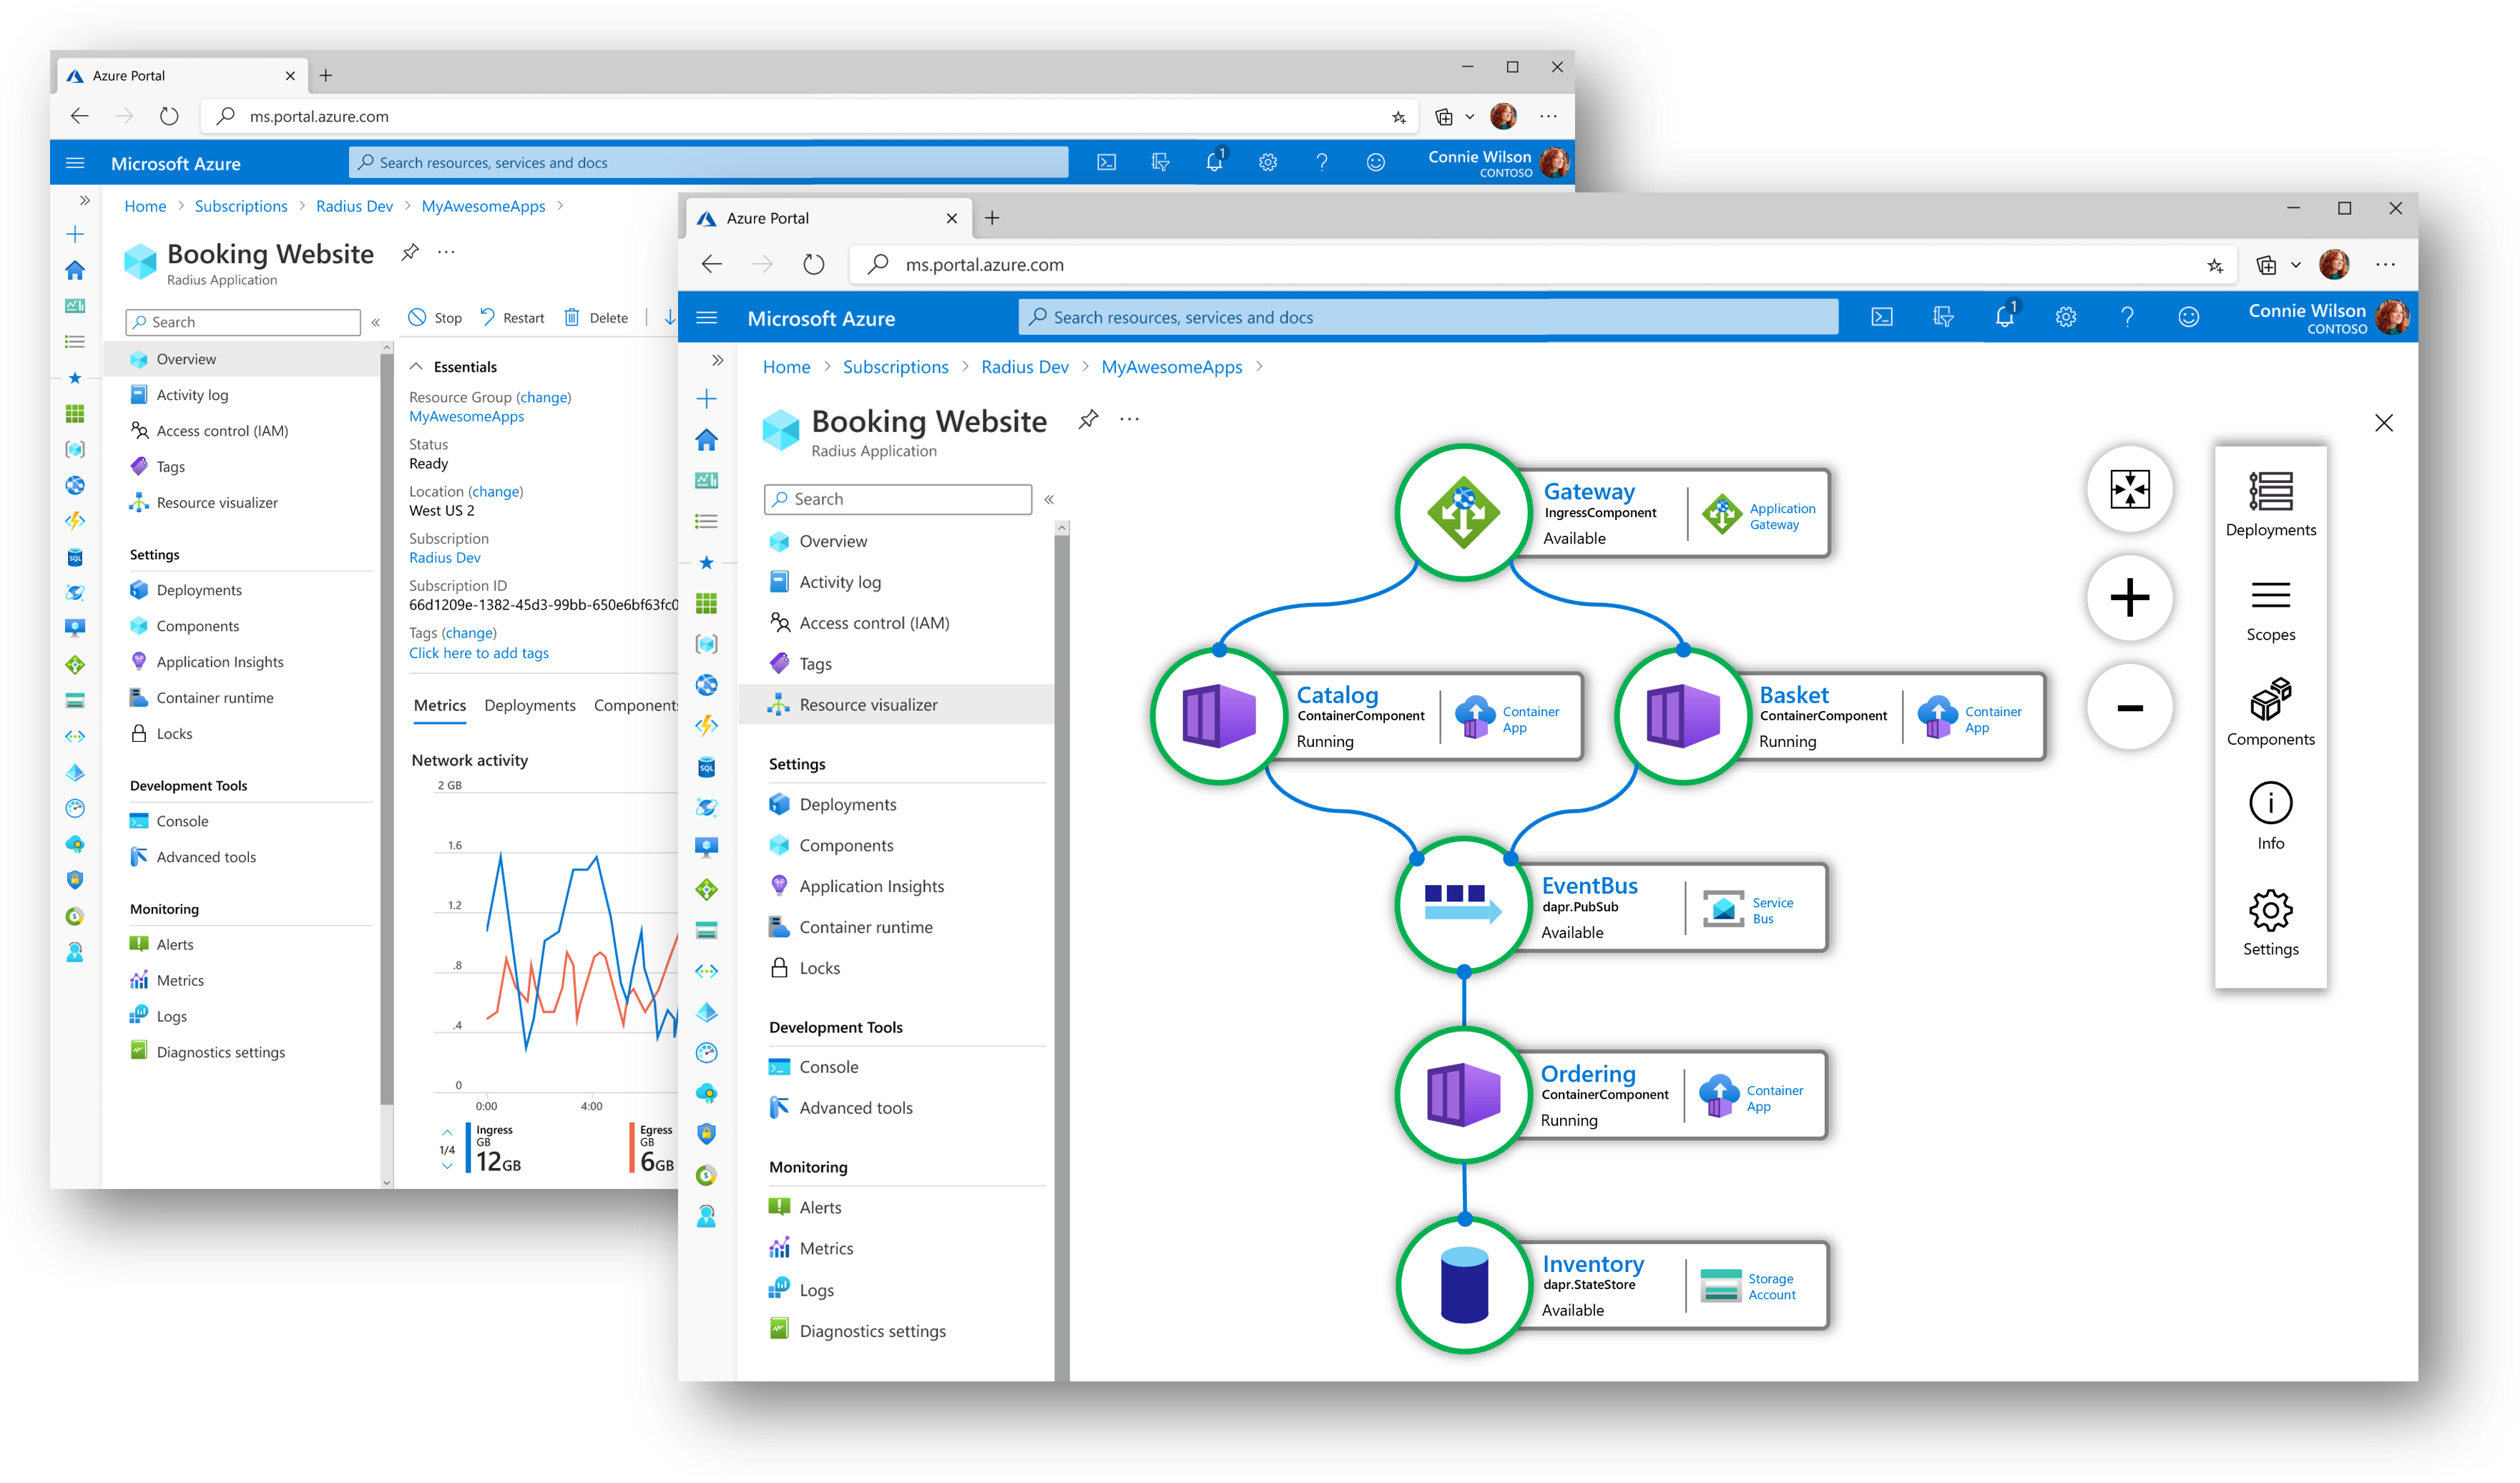 Azure Portal
ms.portal.azure.com
Microsoft Azure
Search resources, services and docs
1
Connie Wilson
CONTOSO
Home > Subscriptions > Radius Dev > MyAwesomeApps >
Booking Website
Radius Application
Search
Overview
Activity log
Access control (IAM)
Tags
Resource visualizer
Settings
Deployments
Components
Application Insights
Container runtime
Locks
Development Tools
Console
Advanced tools
Monitoring
Alerts
Metrics
Logs
Diagnostics settings
SQL
Stop
Restart
Delete
Essentials
Resource Group (change)
MyAwesomeApps
Status
Ready
Location (change)
West US 2
Subscription
Radius Dev
Subscription ID
66d1209e-1382-45d3-99bb-650e6bf63fc0
Tags (change)
Click here to add tags
Metrics
Deployments
Components
Network activity
2 GB
1.6
1.2
.8
.4
0
0:00
4:00
1/4
Ingress
GB
12GB
Egress
GB
6GB
Azure Portal
ms.portal.azure.com
Microsoft Azure
Search resources, services and docs
1
Connie Wilson
CONTOSO
Home > Subscriptions > Radius Dev > MyAwesomeApps >
Booking Website
Radius Application
Search
Overview
Activity log
Access control (IAM)
Tags
Resource visualizer
Settings
Deployments
Components
Application Insights
Container runtime
Locks
Development Tools
Console
Advanced tools
Monitoring
Alerts
Metrics
Logs
Diagnostics settings
SQL
Gateway
IngressComponent
Available
Application
Gateway
Catalog
ContainerComponent
Running
Container
App
Basket
ContainerComponent
Running
Container
App
EventBus
dapr.PubSub
Available
Service
Bus
Ordering
ContainerComponent
Running
Container
App
Inventory
dapr.StateStore
Available
Storage
Account
Deployments
Scopes
Components
Info
Settings